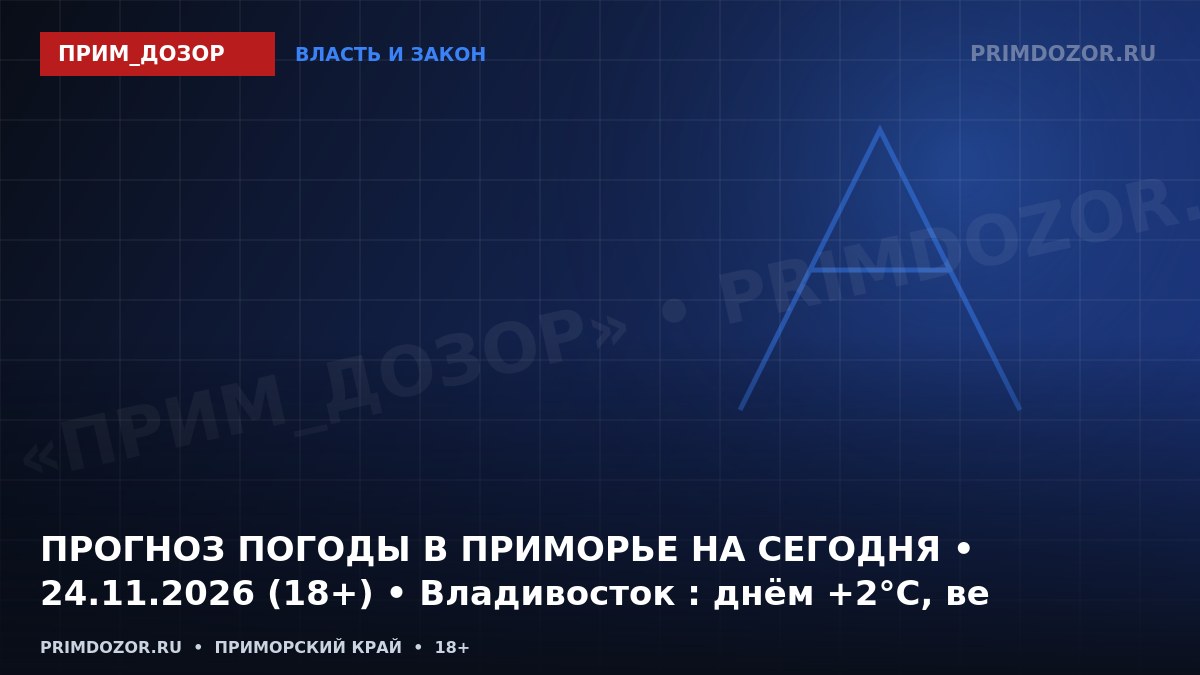 ПРИМ_ДОЗОР
ВЛАСТЬ И ЗАКОН
PRIMDOZOR.RU
«ПРИМ_ДОЗОР» • PRIMDOZOR.
ПРОГНОЗ ПОГОДЫ В ПРИМОРЬЕ НА СЕГОДНЯ •
24.11.2026 (18+) • Владивосток : днём +2°C, ве
PRIMDOZOR.RU • ПРИМОРСКИЙ КРАЙ • 18+